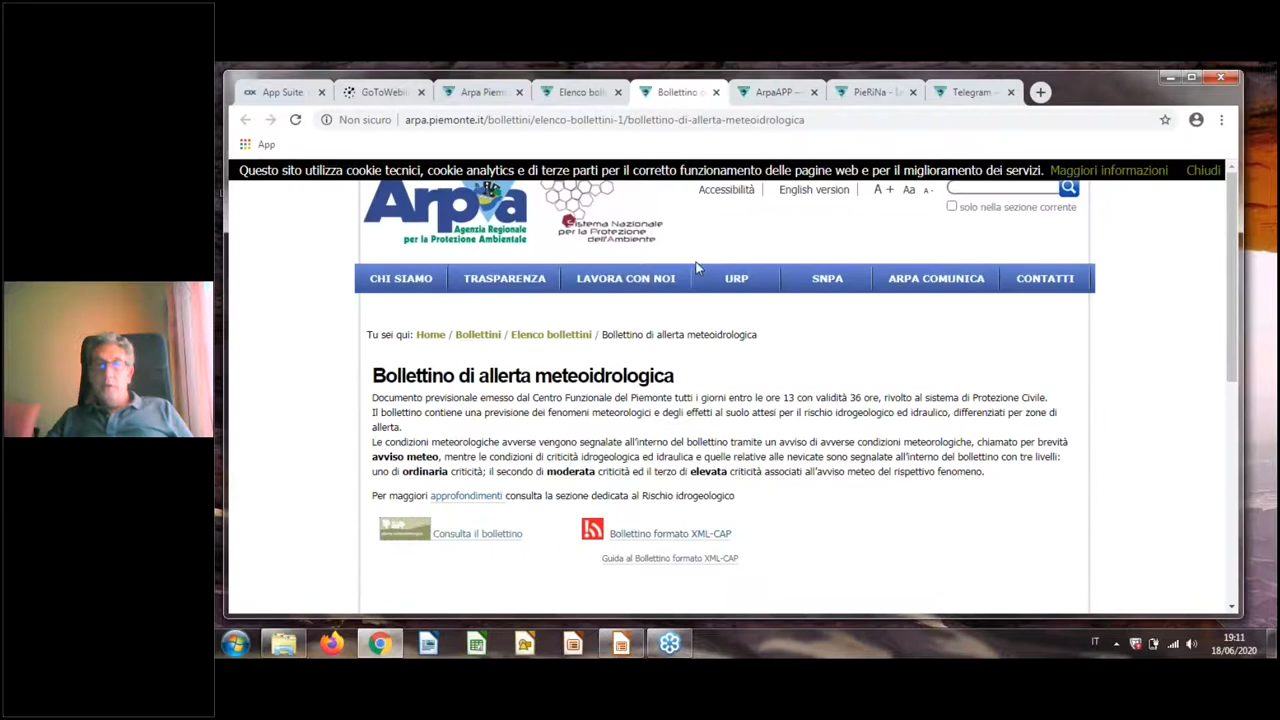 App Suite
GoToWebi
Arpa Piem
Elenco boll
Bollettino
ArpaAPP —
PieRiNa -
Telegram —
Non sicuro
arpa.piemonte.it/bollettini/elenco-bollettini-1/bollettino-di-allerta-meteoidrologica
App
Questo sito utilizza cookie tecnici, cookie analytics e di terze parti per il corretto funzionamento delle pagine web e per il miglioramento dei servizi. Maggiori informazioni Chiudi
Arpa
Agenzia Regionale
per la Protezione Ambientale
Sistema Nazionale
per la Protezione
dell'Ambiente
Accessibilità | English version | A + Aa A -
solo nella sezione corrente
CHI SIAMO TRASPARENZA LAVORA CON NOI URP SNPA ARPA COMUNICA CONTATTI
Tu sei qui: Home / Bollettini / Elenco bollettini / Bollettino di allerta meteoidrologica
Bollettino di allerta meteoidrologica
Documento previsionale emesso dal Centro Funzionale del Piemonte tutti i giorni entro le ore 13 con validità 36 ore, rivolto al sistema di Protezione Civile.
Il bollettino contiene una previsione dei fenomeni meteorologici e degli effetti al suolo attesi per il rischio idrogeologico ed idraulico, differenziati per zone di
allerta.
Le condizioni meteorologiche avverse vengono segnalate all'interno del bollettino tramite un avviso di avverse condizioni meteorologiche, chiamato per brevità
avviso meteo, mentre le condizioni di criticità idrogeologica ed idraulica e quelle relative alle nevicate sono segnalate all'interno del bollettino con tre livelli:
uno di ordinaria criticità; il secondo di moderata criticità ed il terzo di elevata criticità associati all'avviso meteo del rispettivo fenomeno.
Per maggiori approfondimenti consulta la sezione dedicata al Rischio idrogeologico
Consulta il bollettino
Bollettino formato XML-CAP
Guida al Bollettino formato XML-CAP
IT
19:11
18/06/2020